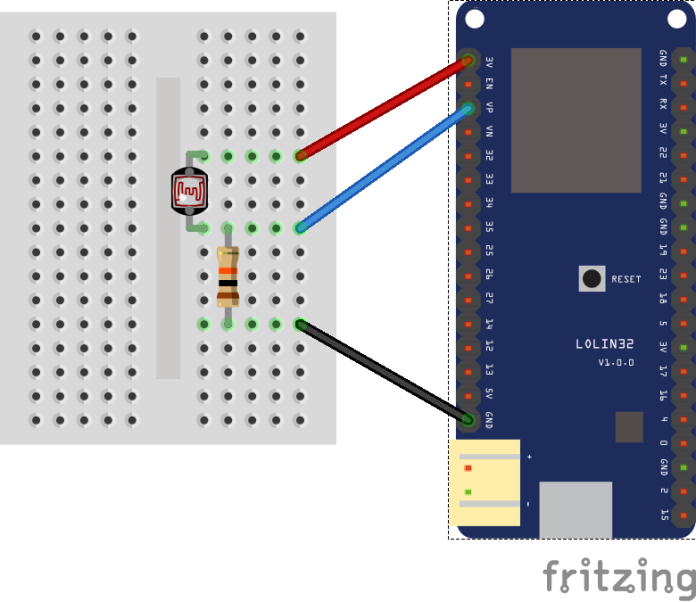 3V
EN
VP
VN
32
33
34
35
25
26
27
14
12
13
5V
GND
+
-
GND
TX
RX
3V
22
21
GND
GND
19
23
18
5
3V
17
16
4
0
GND
2
15
RESET
LOLIN32
V1.0.0
fritzing